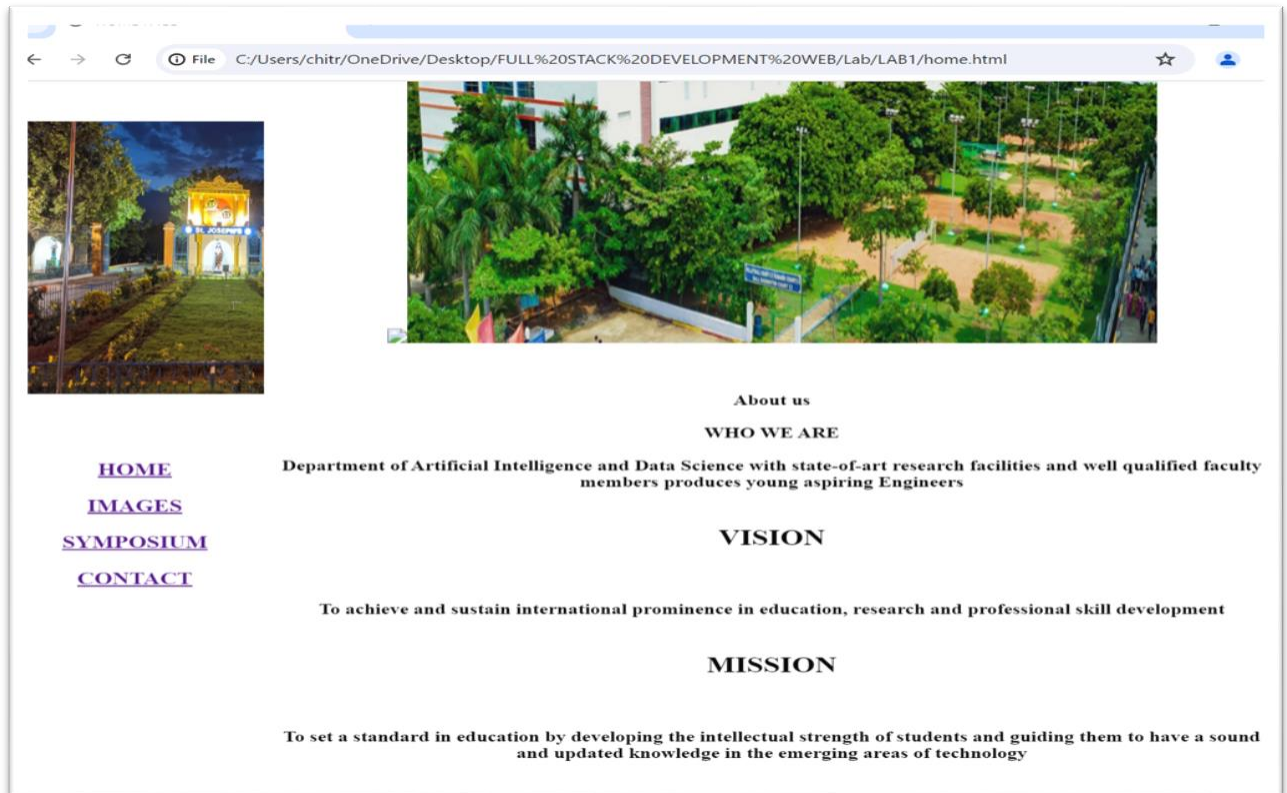 File C:/Users/chitr/OneDrive/Desktop/FULL%20STACK%20DEVELOPMENT%20WEB/Lab/LAB1/home.html
ST. JOSEPH'S
HOME
IMAGES
SYMPOSIUM
CONTACT
About us
WHO WE ARE
Department of Artificial Intelligence and Data Science with state-of-art research facilities and well qualified faculty
members produces young aspiring Engineers
VISION
To achieve and sustain international prominence in education, research and professional skill development
MISSION
To set a standard in education by developing the intellectual strength of students and guiding them to have a sound
and updated knowledge in the emerging areas of technology